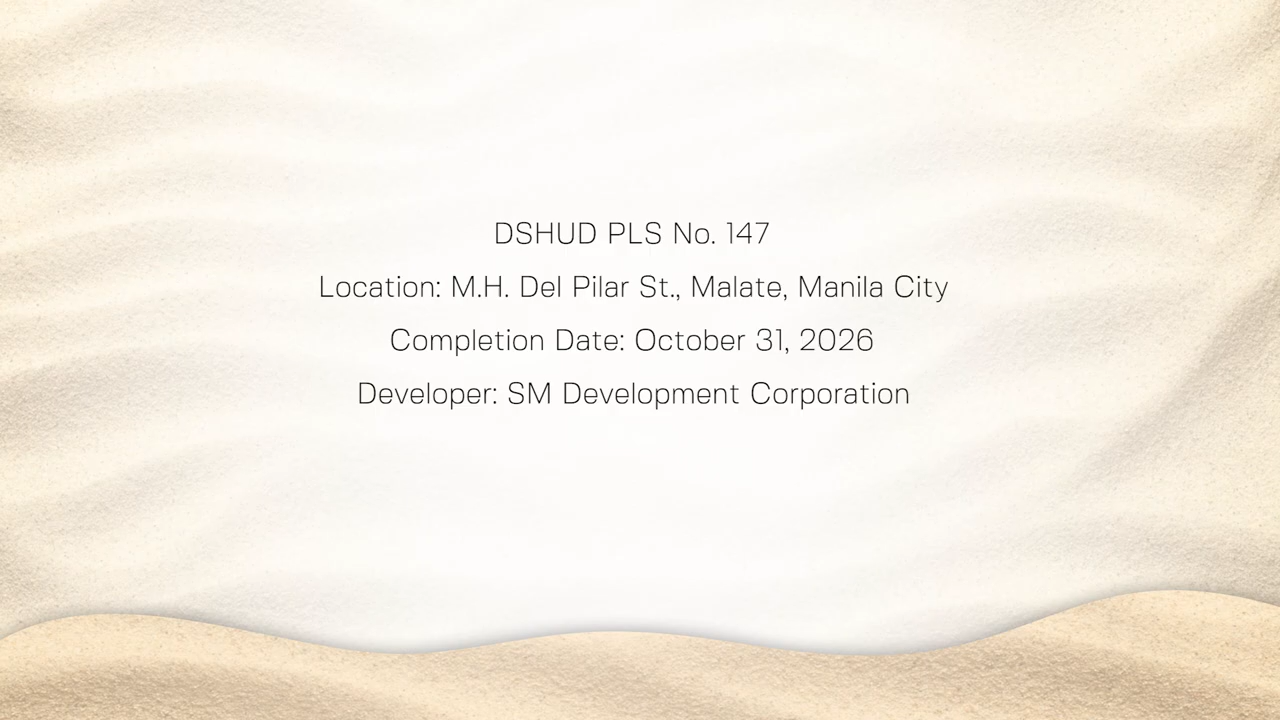 DSHUD PLS No. 147
Location: M.H. Del Pilar St., Malate, Manila City
Completion Date: October 31, 2026
Developer: SM Development Corporation